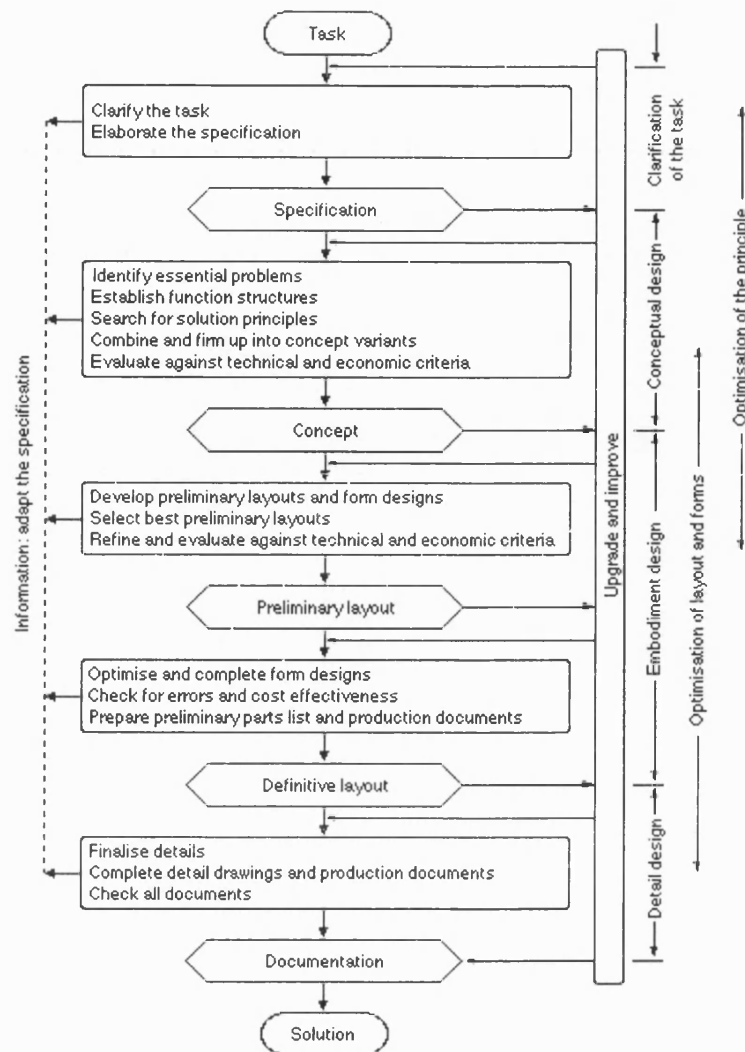 Task
Clarify the task
Elaborate the specification
Specification
Identify essential problems
Establish function structures
Search for solution principles
Combine and firm up into concept variants
Evaluate against technical and economic criteria
Concept
Develop preliminary layouts and form designs
Select best preliminary layouts
Refine and evaluate against technical and economic criteria
Preliminary layout
Optimise and complete form designs
Check for errors and cost effectiveness
Prepare preliminary parts list and production documents
Definitive layout
Finalise details
Complete detail drawings and production documents
Check all documents
Documentation
Solution
Information: adapt the specification
Upgrade and improve
Clarification
of the task
Conceptual design
Embodiment design
Detail design
Optimisation of layout and forms
Optimisation of the principle